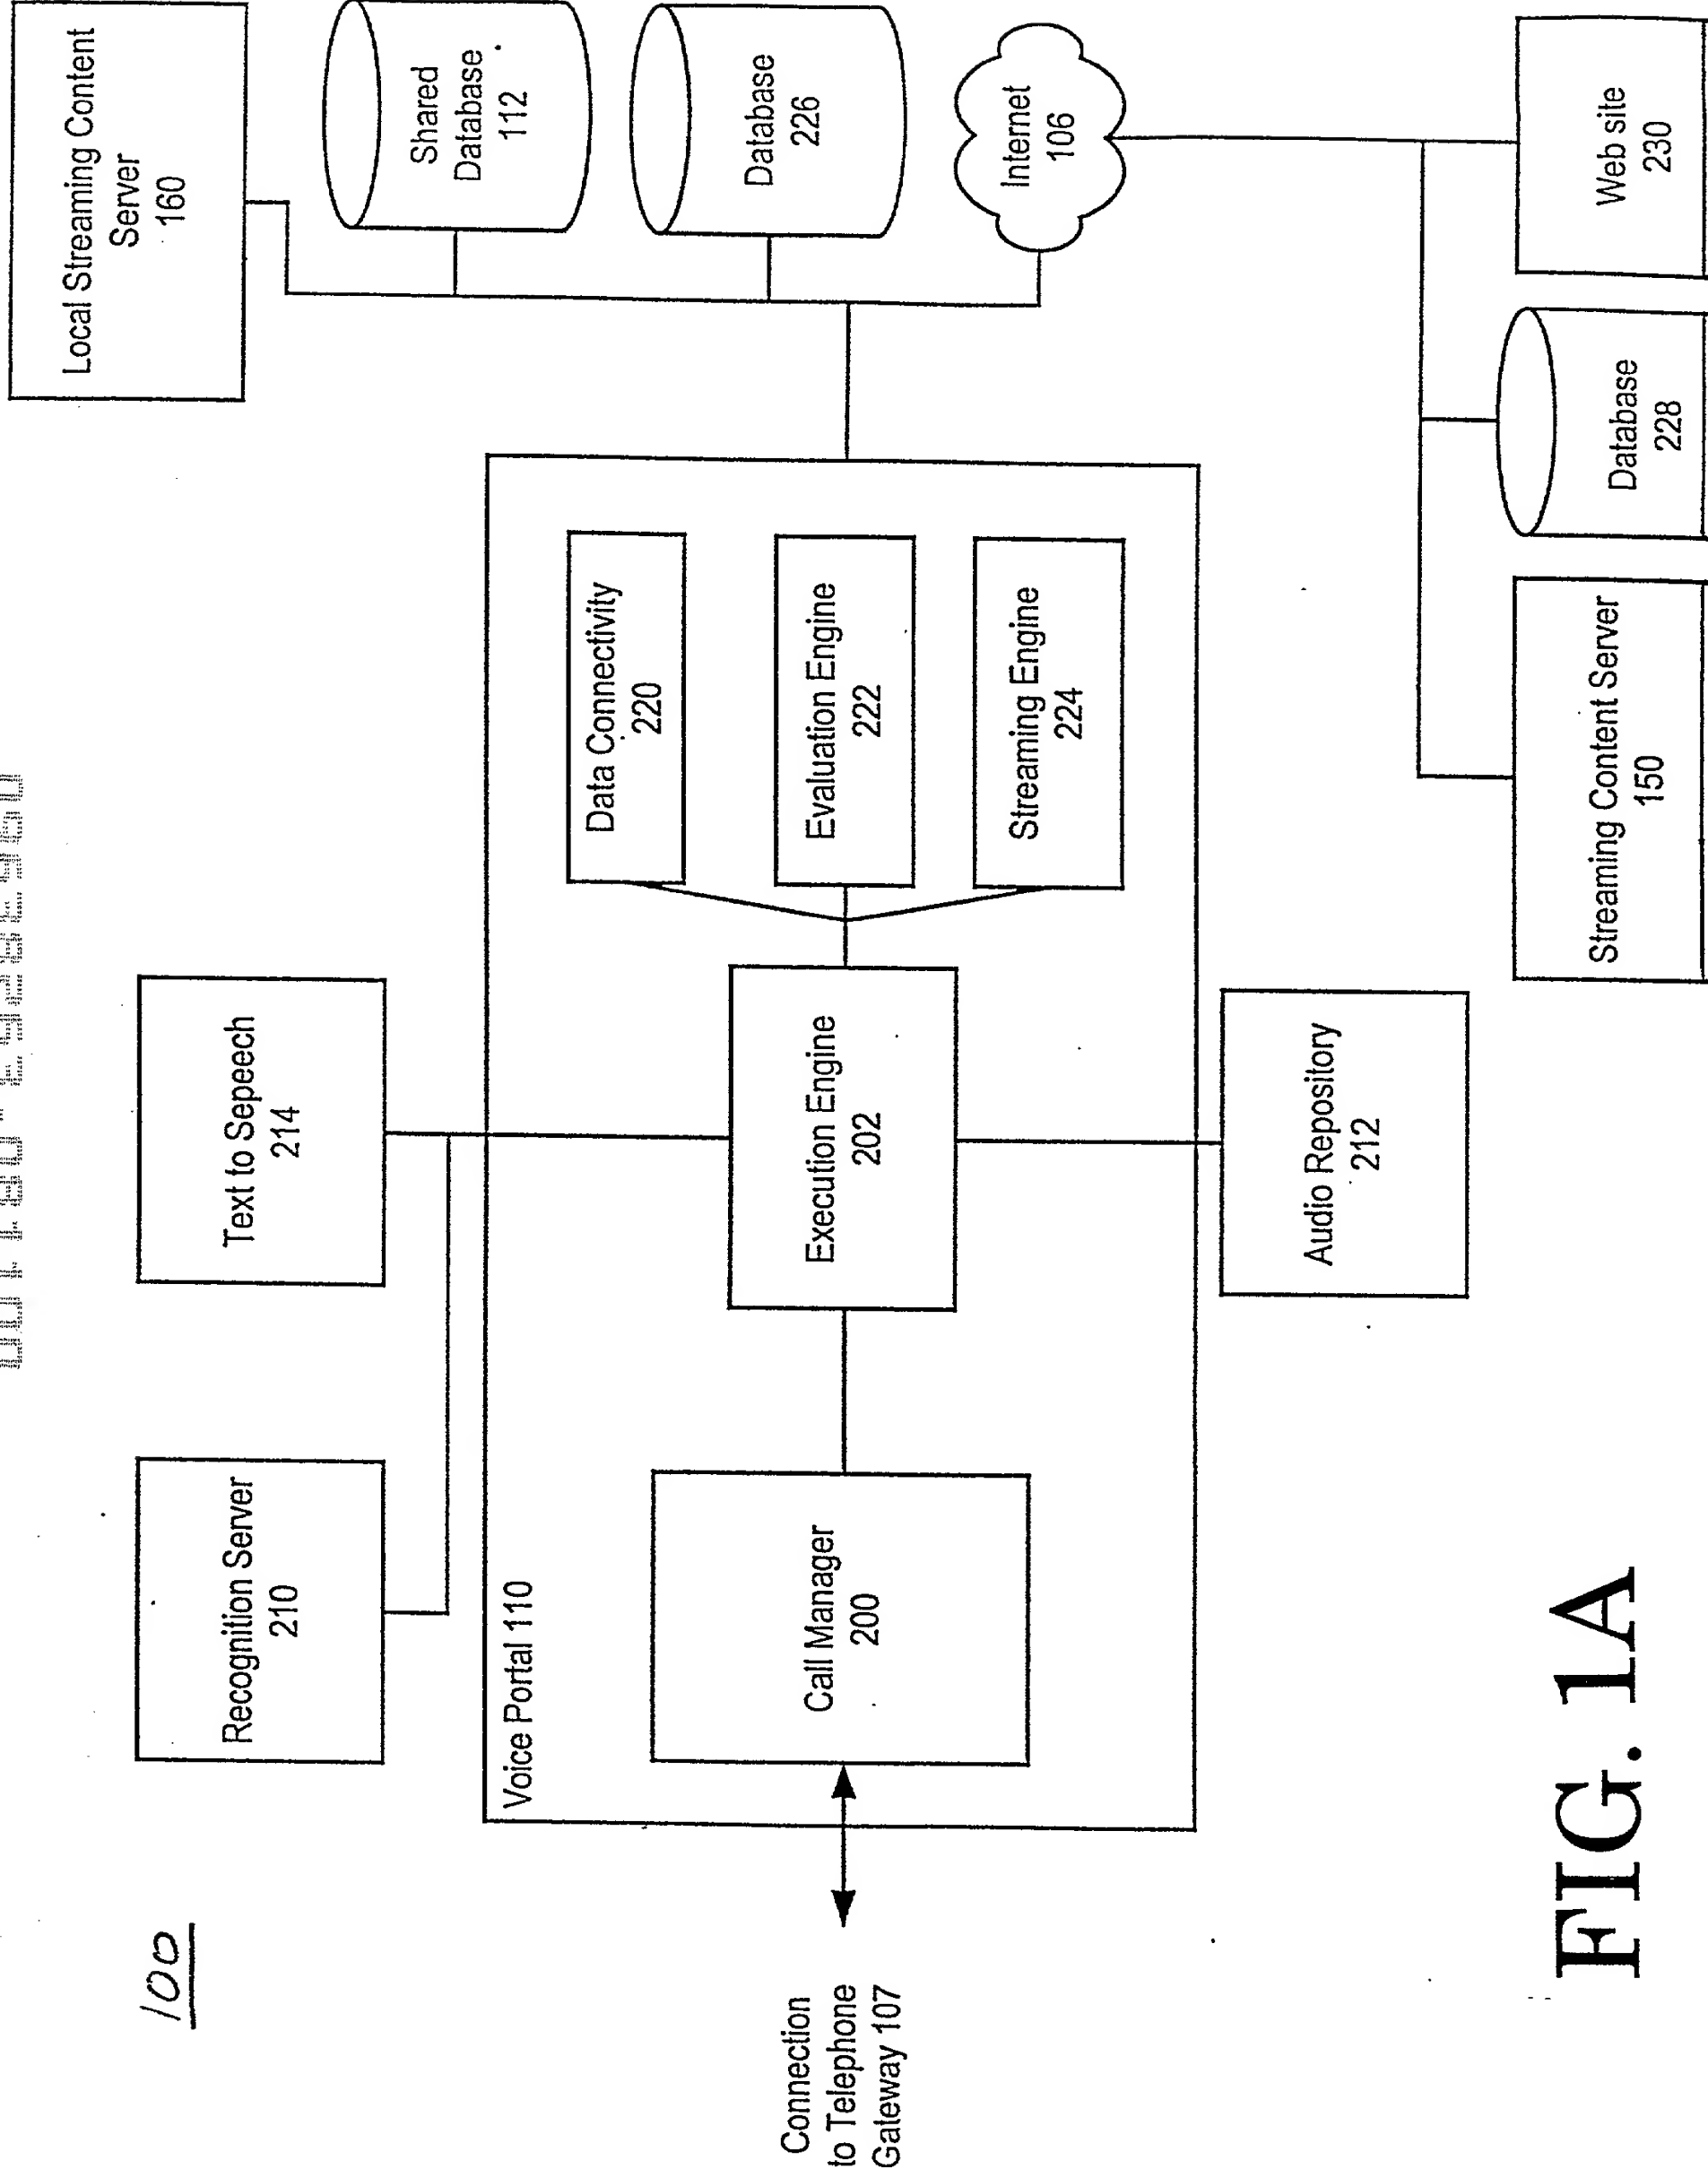 100
Local Streaming Content
Server
160
Recognition Server
210
Text to Sepeech
214
Shared
Database
112
Database
226
Internet
106
Voice Portal 110
Data Connectivity
220
Evaluation Engine
222
Streaming Engine
224
Call Manager
200
Execution Engine
202
Connection
to Telephone
Gateway 107
Audio Repository
212
Streaming Content Server
150
Database
228
Web site
230
FIG. 1A